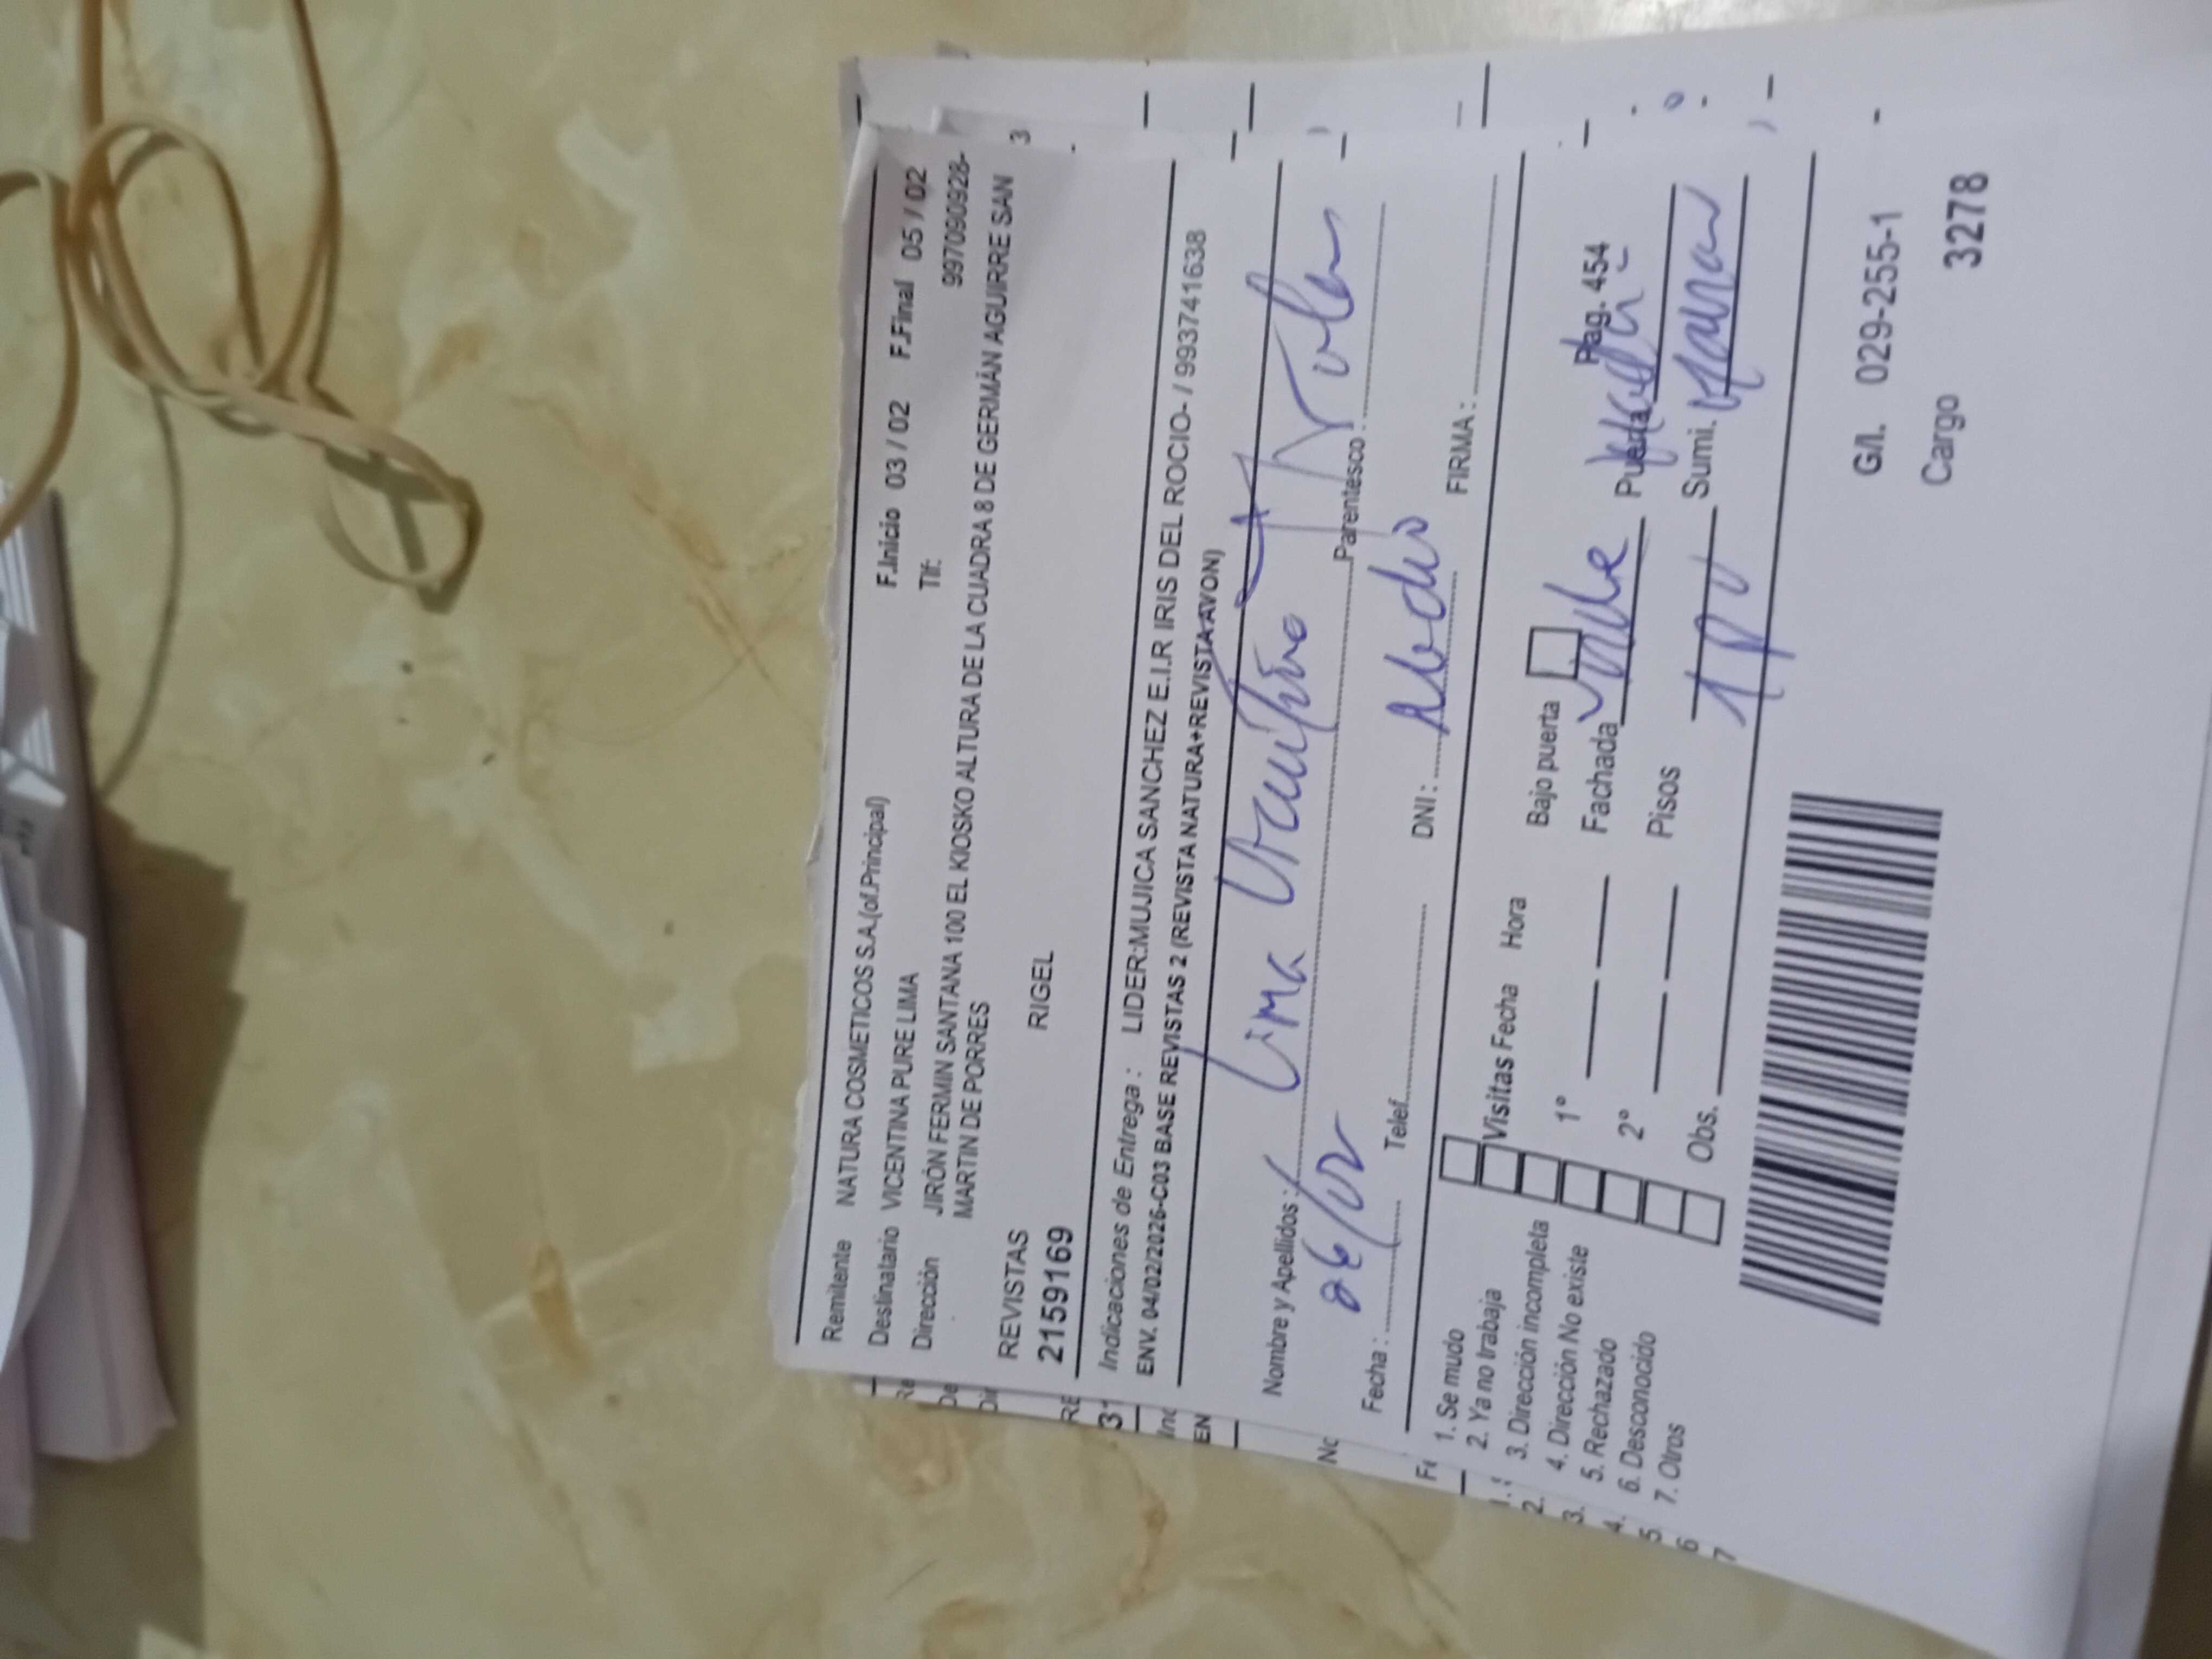 Remitente NATURA COSMETICOS S.A.(of.Principal)
F.Inicio 03 / 02 F.Final 05 / 02
Destinatario VICENTINA PURE LIMA
Tlf: 997090909928-
Dirección JIRÓN FERMIN SANTANA 100 EL KIOSKO ALTURA DE LA CUADRA 8 DE GERMÁN AGUIRRE SAN
MARTIN DE PORRES
3
REVISTAS RIGEL
2159169
Indicaciones de Entrega : LIDER:MUJICA SANCHEZ E.I.R IRIS DEL ROCIO- / 993741638
ENV. 04/02/2026-C03 BASE REVISTAS 2 (REVISTA NATURA+REVISTA AVON)
Nombre y Apellidos : Lima
Parentesco :
Fecha : Telef. DNI : FIRMA :
1. Se mudo
2. Ya no trabaja
3. Dirección incompleta
4. Dirección No existe
5. Rechazado
6. Desconocido
7. Otros
Visitas Fecha Hora Bajo puerta
1° Fachada Puerta Pag. 454
2° Pisos Sumi.
Obs.
G/I. 029-255-1
Cargo 3278